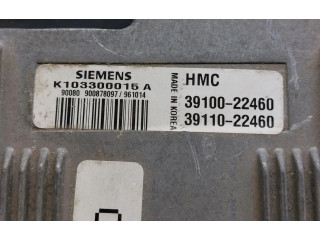 SIEMENS
K103300015 A
90080 900878097 / 961014
MADE IN KOREA
HMC
39100-22460
39110-22460